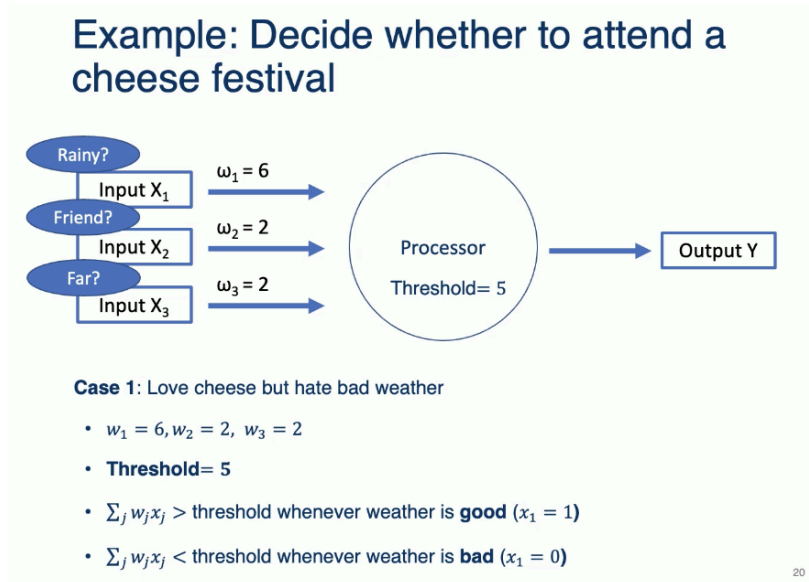 Example: Decide whether to attend a
cheese festival
Rainy?
Input X₁
ω₁ = 6
Friend?
Input X₂
ω₂ = 2
Far?
Input X₃
ω₃ = 2
Processor
Threshold= 5
Output Y
Case 1: Love cheese but hate bad weather
• w₁ = 6, w₂ = 2, w₃ = 2
• Threshold= 5
• ∑ⱼ wⱼxⱼ > threshold whenever weather is good (x₁ = 1)
• ∑ⱼ wⱼxⱼ < threshold whenever weather is bad (x₁ = 0)
20